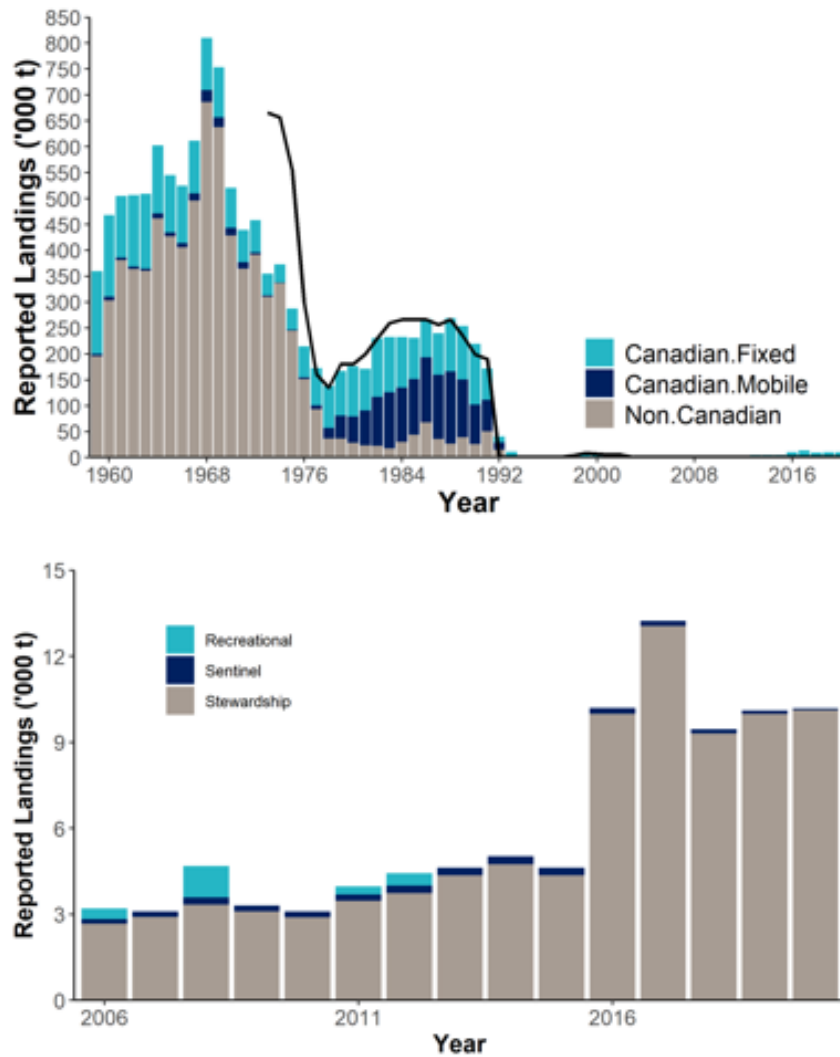 850
800
750
700
650
600
550
500
450
400
350
300
250
200
150
100
50
0
Reported Landings ('000 t)
Canadian.Fixed
Canadian.Mobile
Non.Canadian
1960 1968 1976 1984 1992 2000 2008 2016
Year
15
12
9
6
3
0
Reported Landings ('000 t)
Recreational
Sentinel
Stewardship
2006 2011 2016
Year